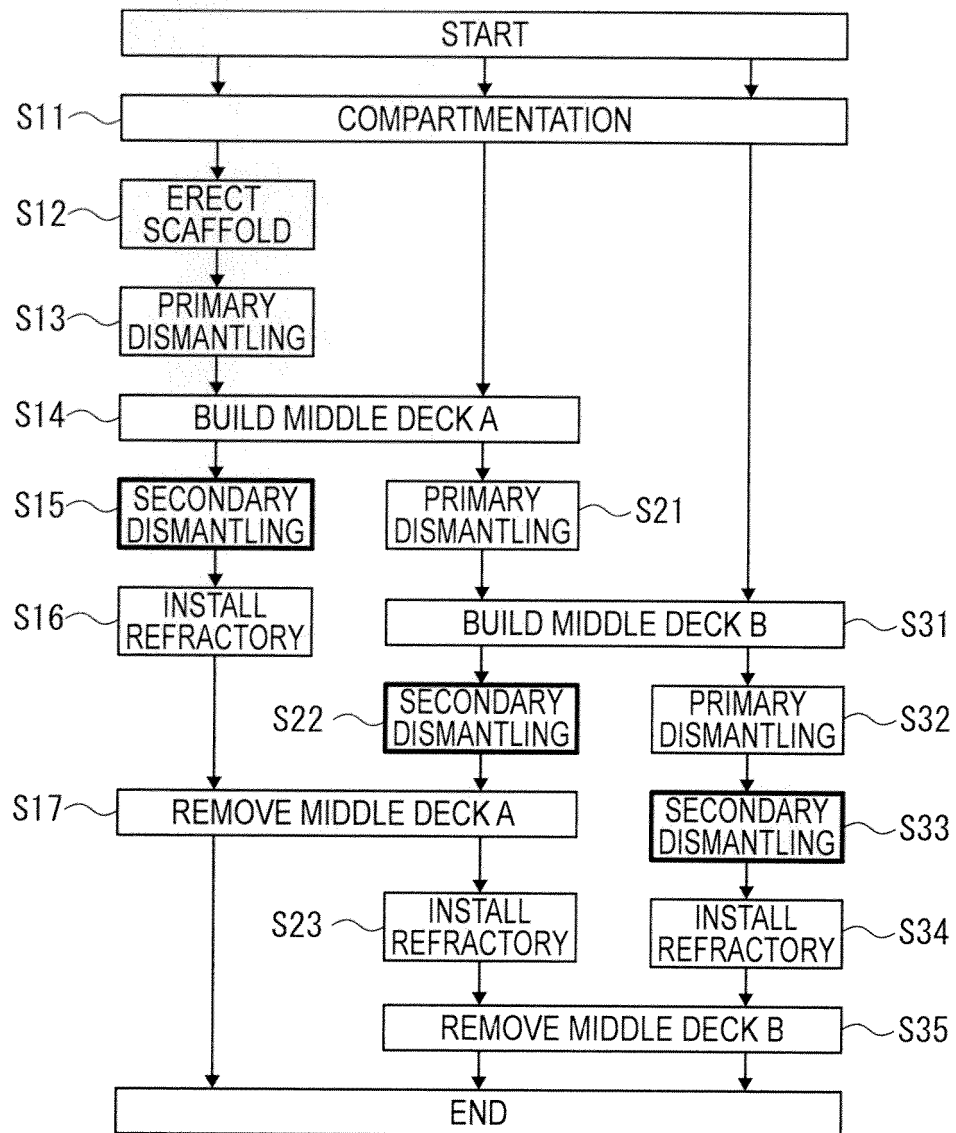 START
S11
COMPARTMENTATION
S12
ERECT
SCAFFOLD
S13
PRIMARY
DISMANTLING
S14
BUILD MIDDLE DECK A
S15
SECONDARY
DISMANTLING
PRIMARY
DISMANTLING
S21
S16
INSTALL
REFRACTORY
BUILD MIDDLE DECK B
S31
S22
SECONDARY
DISMANTLING
PRIMARY
DISMANTLING
S32
S17
REMOVE MIDDLE DECK A
SECONDARY
DISMANTLING
S33
S23
INSTALL
REFRACTORY
INSTALL
REFRACTORY
S34
REMOVE MIDDLE DECK B
S35
END